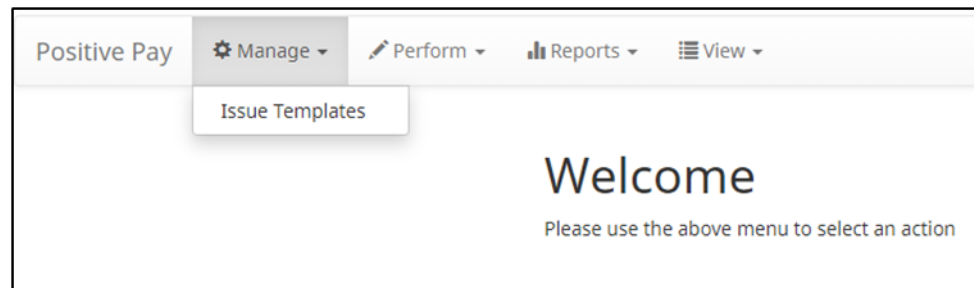 Positive Pay Manage Perform Reports View
Issue Templates
Welcome
Please use the above menu to select an action